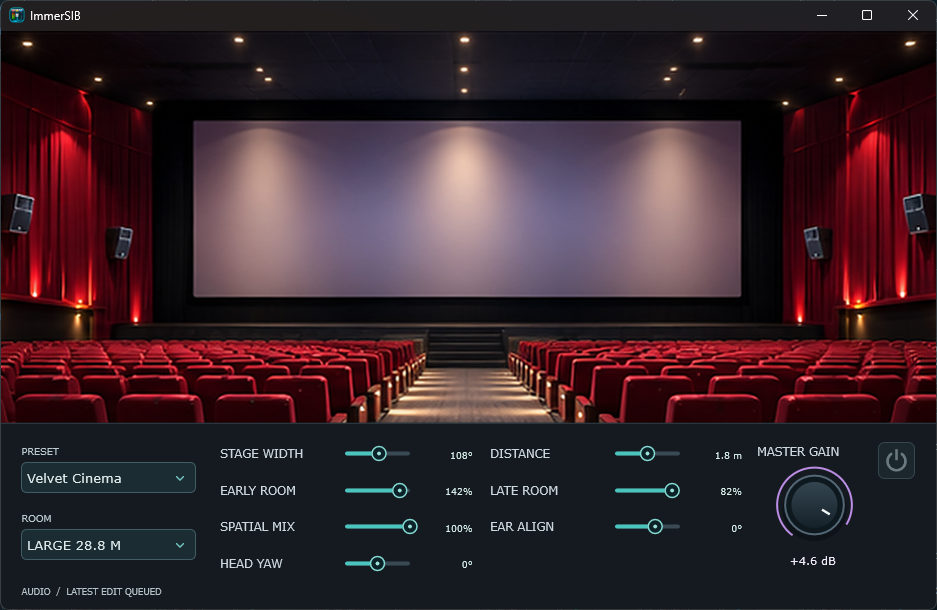 ImmerSIB
PRESET
Velvet Cinema
ROOM
LARGE 28.8 M
AUDIO / LATEST EDIT QUEUED
STAGE WIDTH 108°
EARLY ROOM 142%
SPATIAL MIX 100%
HEAD YAW 0°
DISTANCE 1.8 m
LATE ROOM 82%
EAR ALIGN 0°
MASTER GAIN
+4.6 dB